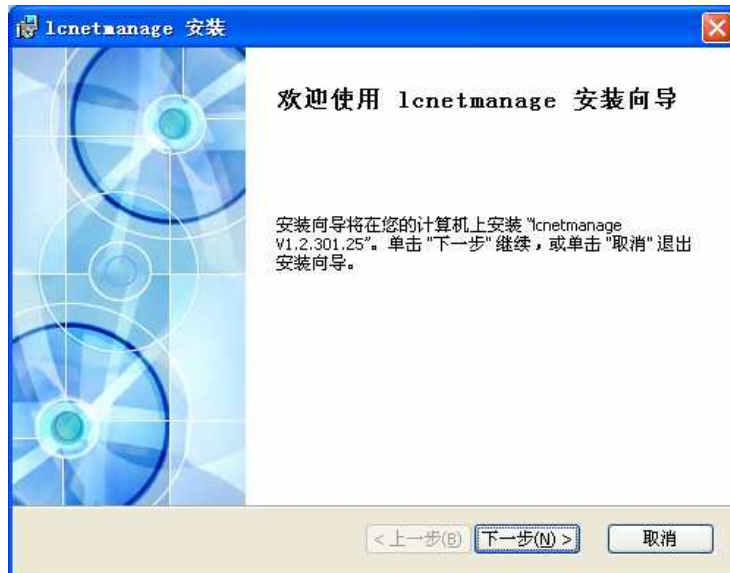 lcnetmanage 安装
欢迎使用 lcnetmanage 安装向导
安装向导将在您的计算机上安装"lcnetmanage
V1.2.301.25"。单击"下一步"继续，或单击"取消"退出
安装向导。
<上一步(B) 下一步(N)> 取消